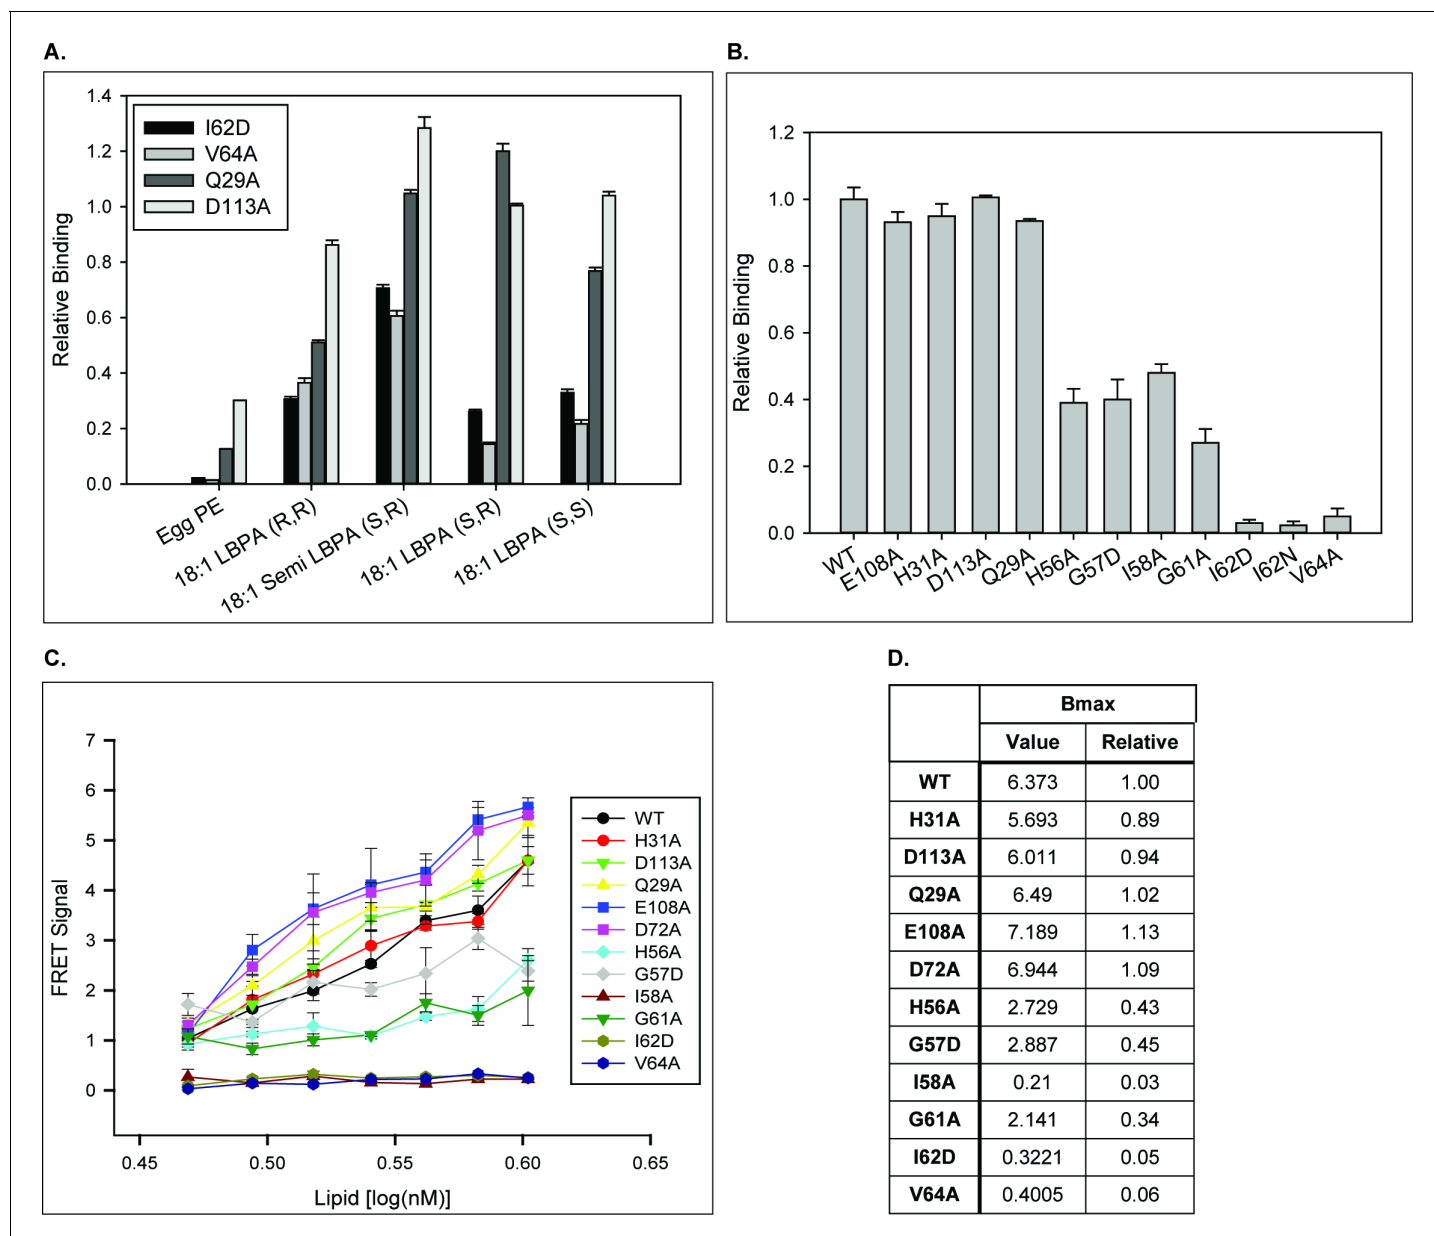 A.
Relative Binding
1.4
1.2
1.0
0.8
0.6
0.4
0.2
0.0
I62D
V64A
Q29A
D113A
Egg PE
18:1 LBPA (R,R)
18:1 Semi LBPA (S,R)
18:1 LBPA (S,R)
18:1 LBPA (S,S)
B.
Relative Binding
1.2
1.0
0.8
0.6
0.4
0.2
0.0
WT
E108A
H31A
D113A
Q29A
H56A
G57D
I58A
G61A
I62D
I62N
V64A
C.
FRET Signal
7
6
5
4
3
2
1
0
0.45
0.50
0.55
0.60
0.65
Lipid [log(nM)]
WT
H31A
D113A
Q29A
E108A
D72A
H56A
G57D
I58A
G61A
I62D
V64A
D.
Bmax
Value Relative
WT 6.373 1.00
H31A 5.693 0.89
D113A 6.011 0.94
Q29A 6.49 1.02
E108A 7.189 1.13
D72A 6.944 1.09
H56A 2.729 0.43
G57D 2.887 0.45
I58A 0.21 0.03
G61A 2.141 0.34
I62D 0.3221 0.05
V64A 0.4005 0.06